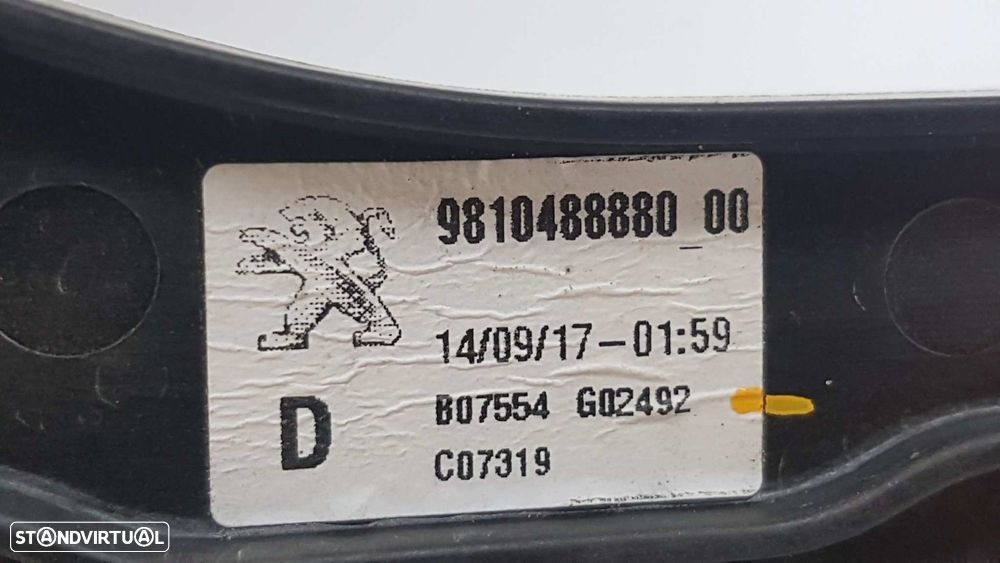 9810488880_00
14/09/17-01:59
D
B07554 G02492
C07319
STANDVIRTUAL